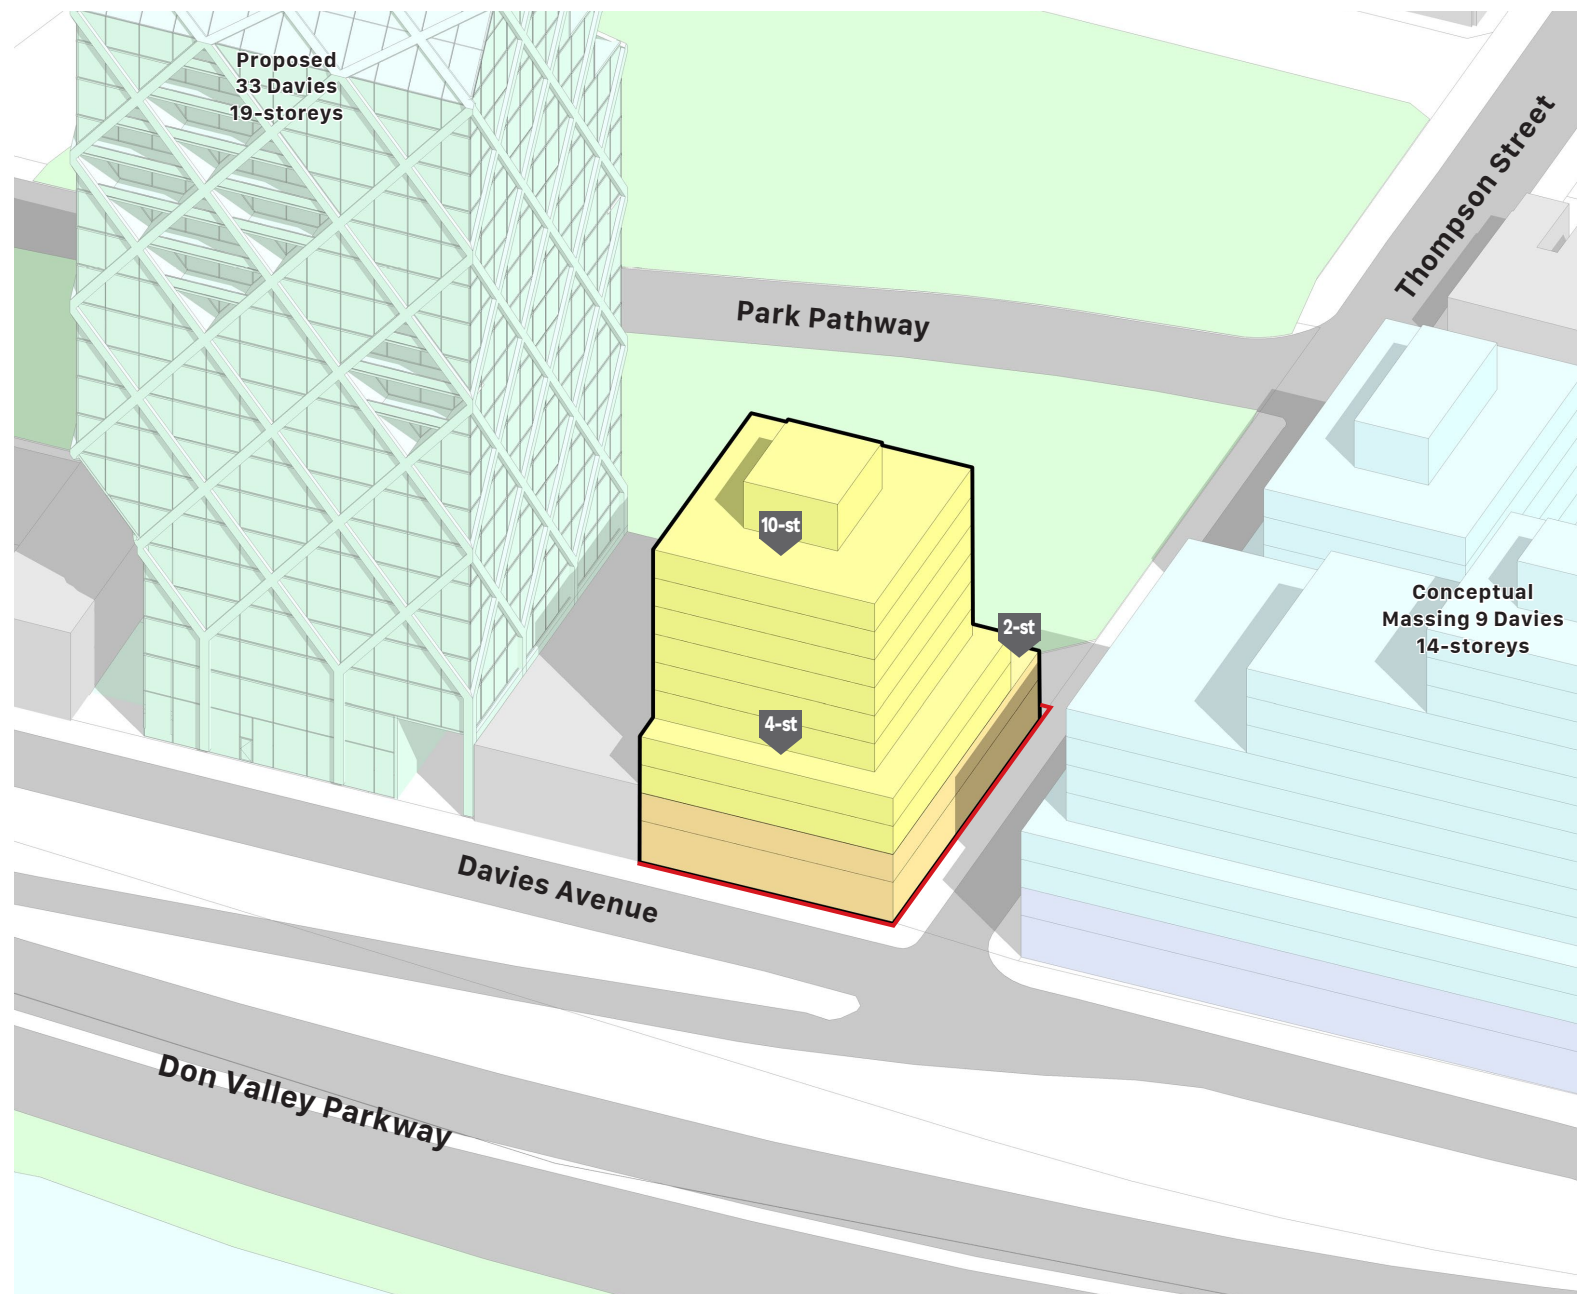 Proposed
33 Davies
19-storeys
Thompson Street
Park Pathway
10-st
2-st
Conceptual
Massing 9 Davies
14-storeys
4-st
Davies Avenue
Don Valley Parkway